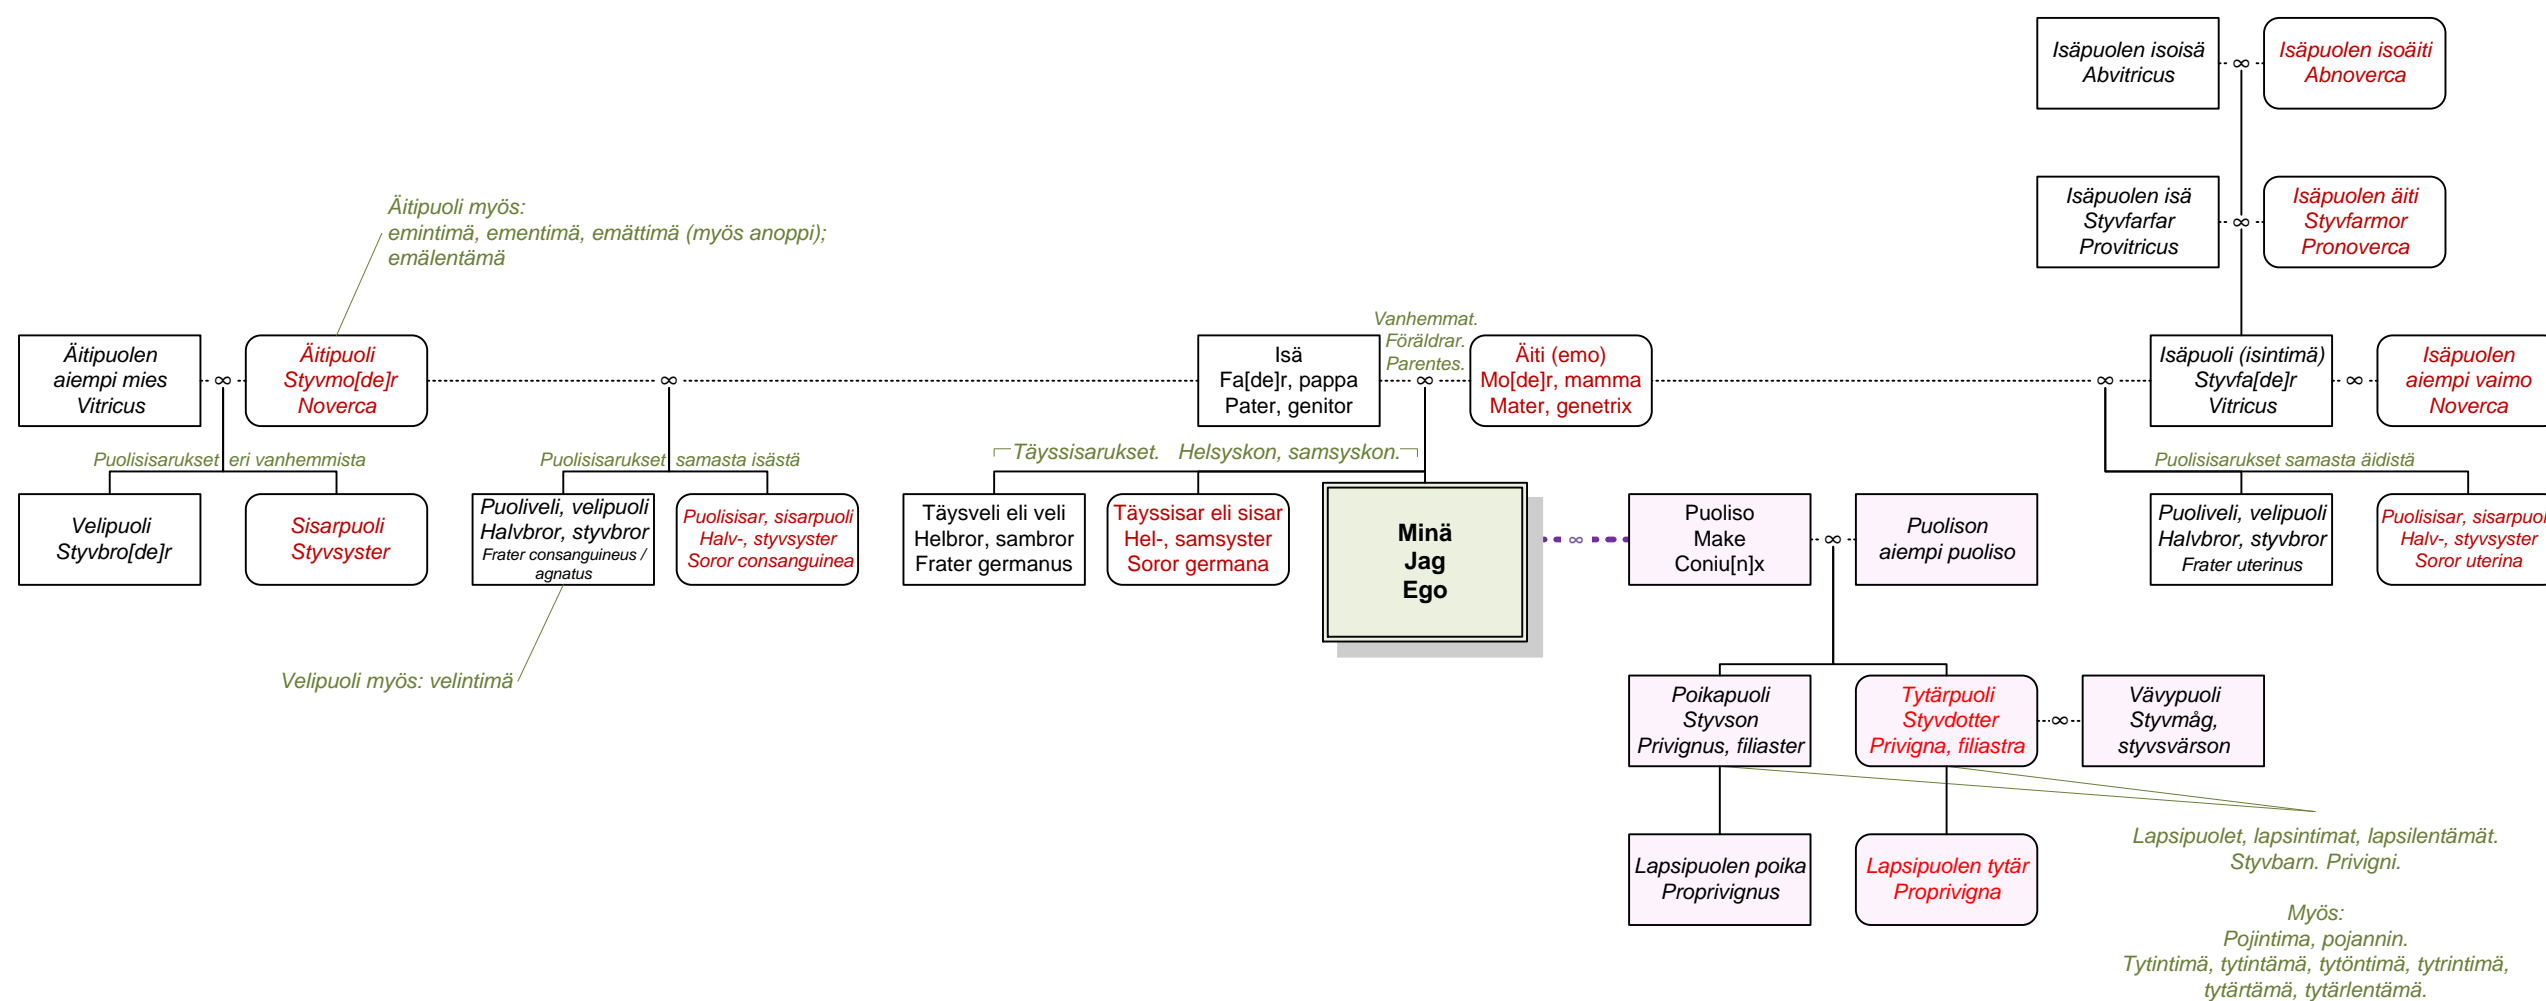 Isäpuolen isoisä
Abvitricus
∞
Isäpuolen isoäiti
Abnoverca
Isäpuolen isä
Styvfarfar
Provitricus
∞
Isäpuolen äiti
Styvfarmor
Pronoverca
Äitipuoli myös:
emintimä, ementimä, emättimä (myös anoppi);
emälentämä
Äitipuolen
aiempi mies
Vitricus
∞
Äitipuoli
Styvmo[de]r
Noverca
∞
Isä
Fa[de]r, pappa
Pater, genitor
Vanhemmat.
Föräldrar.
Parentes.
∞
Äiti (emo)
Mo[de]r, mamma
Mater, genetrix
∞
Isäpuoli (isintimä)
Styvfa[de]r
Vitricus
∞
Isäpuolen
aiempi vaimo
Noverca
Puolisisarukset eri vanhemmista
Puolisisarukset samasta isästä
Täyssisarukset. Helsyskon, samsyskon.
Puolisisarukset samasta äidistä
Velipuoli
Styvbro[de]r
Sisarpuoli
Styvsyster
Puoliveli, velipuoli
Halvbror, styvbror
Frater consanguineus /
agnatus
Puolisisar, sisarpuoli
Halv-, styvsyster
Soror consanguinea
Täysveli eli veli
Helbror, sambror
Frater germanus
Täyssisar eli sisar
Hel-, samsyster
Soror germana
Minä
Jag
Ego
∞
Puoliso
Make
Coniu[n]x
∞
Puolison
aiempi puoliso
Puoliveli, velipuoli
Halvbror, styvbror
Frater uterinus
Puolisisar, sisarpuoli
Halv-, styvsyster
Soror uterina
Velipuoli myös: velintimä
Poikapuoli
Styvson
Privignus, filiaster
Tytärpuoli
Styvdotter
Privigna, filiastra
∞
Vävypuoli
Styvmåg,
styvsvärson
Lapsipuolen poika
Proprivignus
Lapsipuolen tytär
Proprivigna
Lapsipuolet, lapsintimat, lapsilentämät.
Styvbarn. Privigni.
Myös:
Pojintima, pojannin.
Tytintimä, tytintämä, tytöntimä, tytrintimä,
tytärtämä, tytärlentämä.